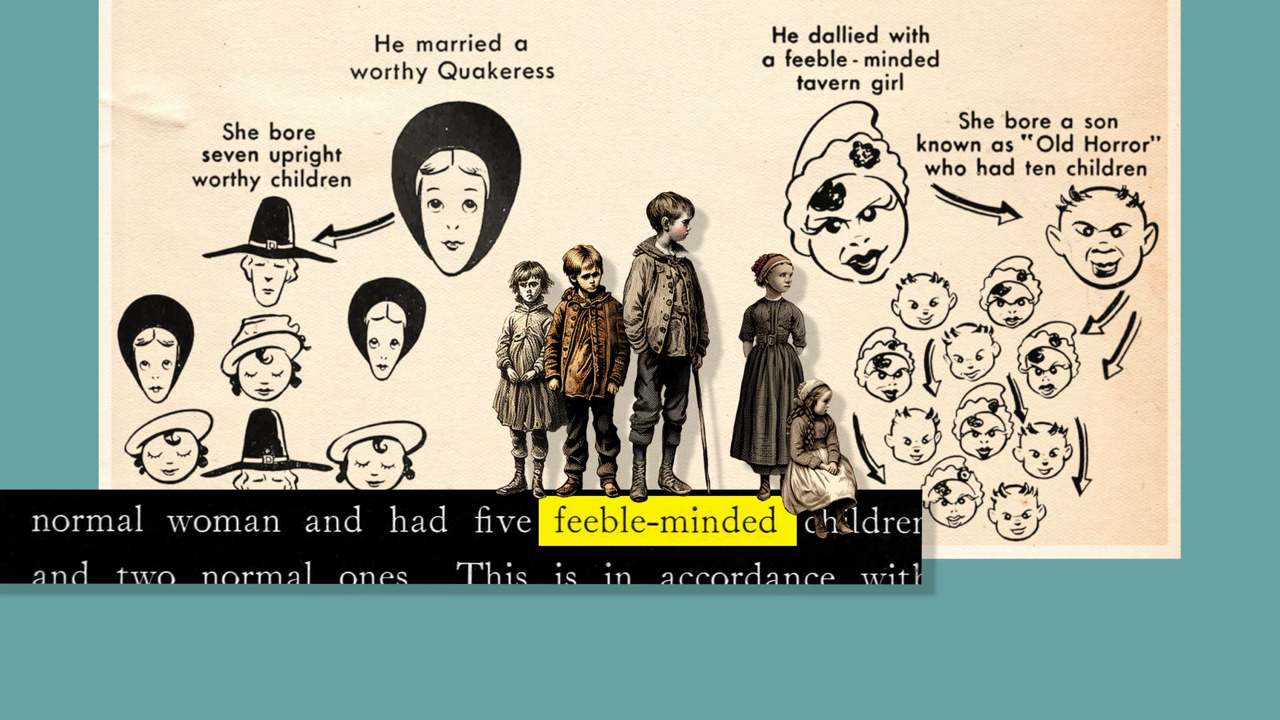 He married a
worthy Quakeress
She bore
seven upright
worthy children
He dallied with
a feeble-minded
tavern girl
She bore a son
known as "Old Horror"
who had ten children
normal woman and had five feeble-minded children
and two normal ones. This is in accordance with